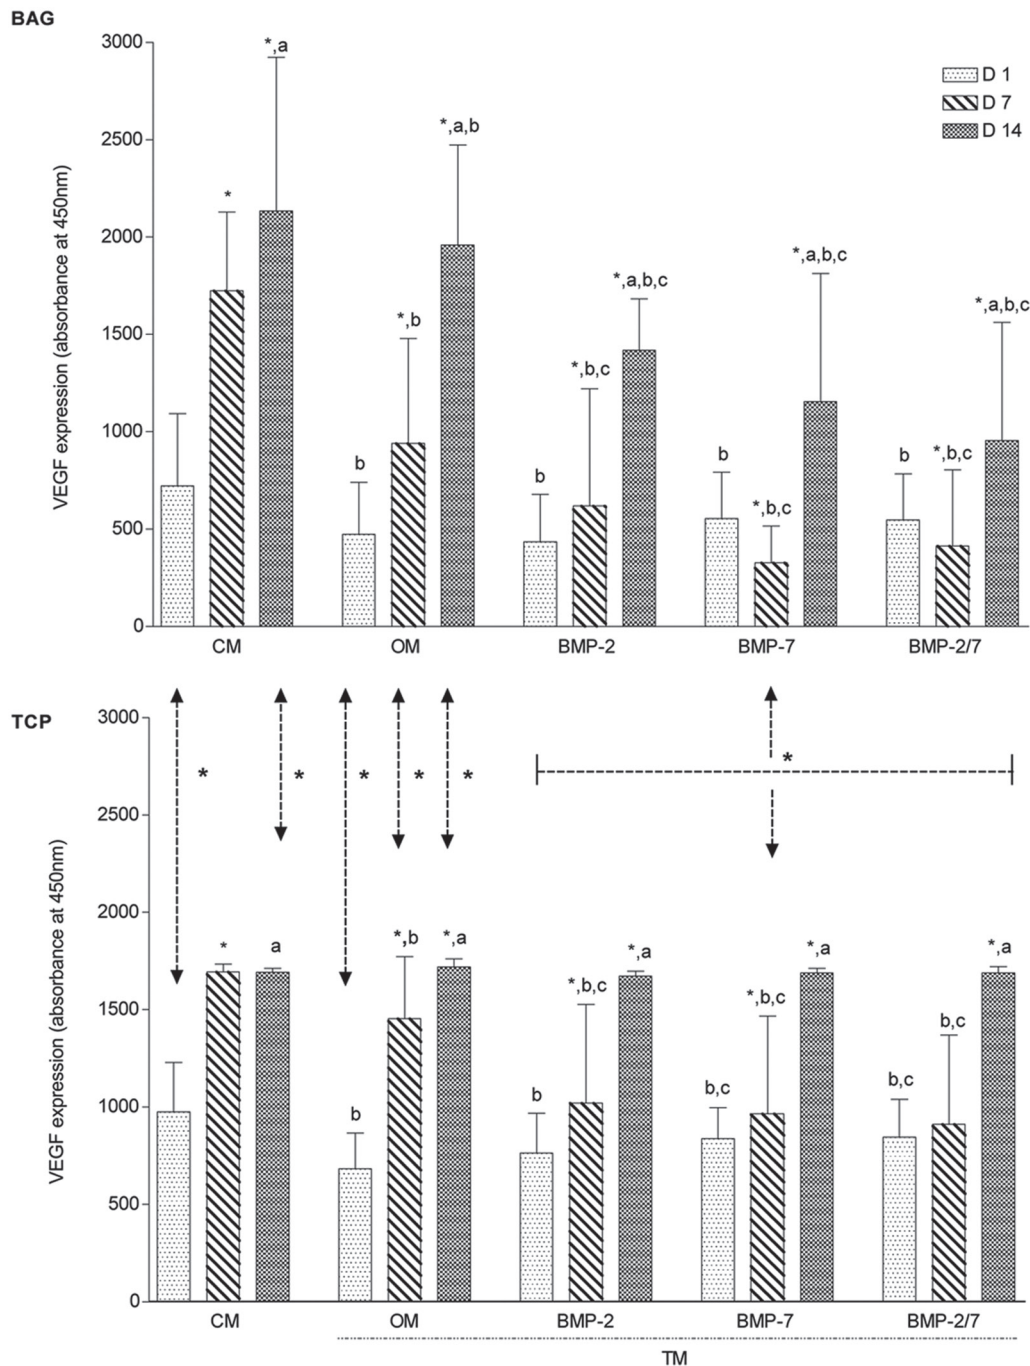 BAG
VEGF expression (absorbance at 450nm)
3000
2500
2000
1500
1000
500
0
D 1
D 7
D 14
*
*,a
b
*,b
*,a,b
b
*,b,c
*,a,b,c
b
*,b,c
*,a,b,c
b
*,b,c
*,a,b,c
CM OM BMP-2 BMP-7 BMP-2/7
* * * * * *
TCP
VEGF expression (absorbance at 450nm)
3000
2500
2000
1500
1000
500
0
*
a
b
*,b
*,a
b
*,b,c
*,a
b,c
*,b,c
*,a
b,c
b,c
*,a
CM OM BMP-2 BMP-7 BMP-2/7
TM